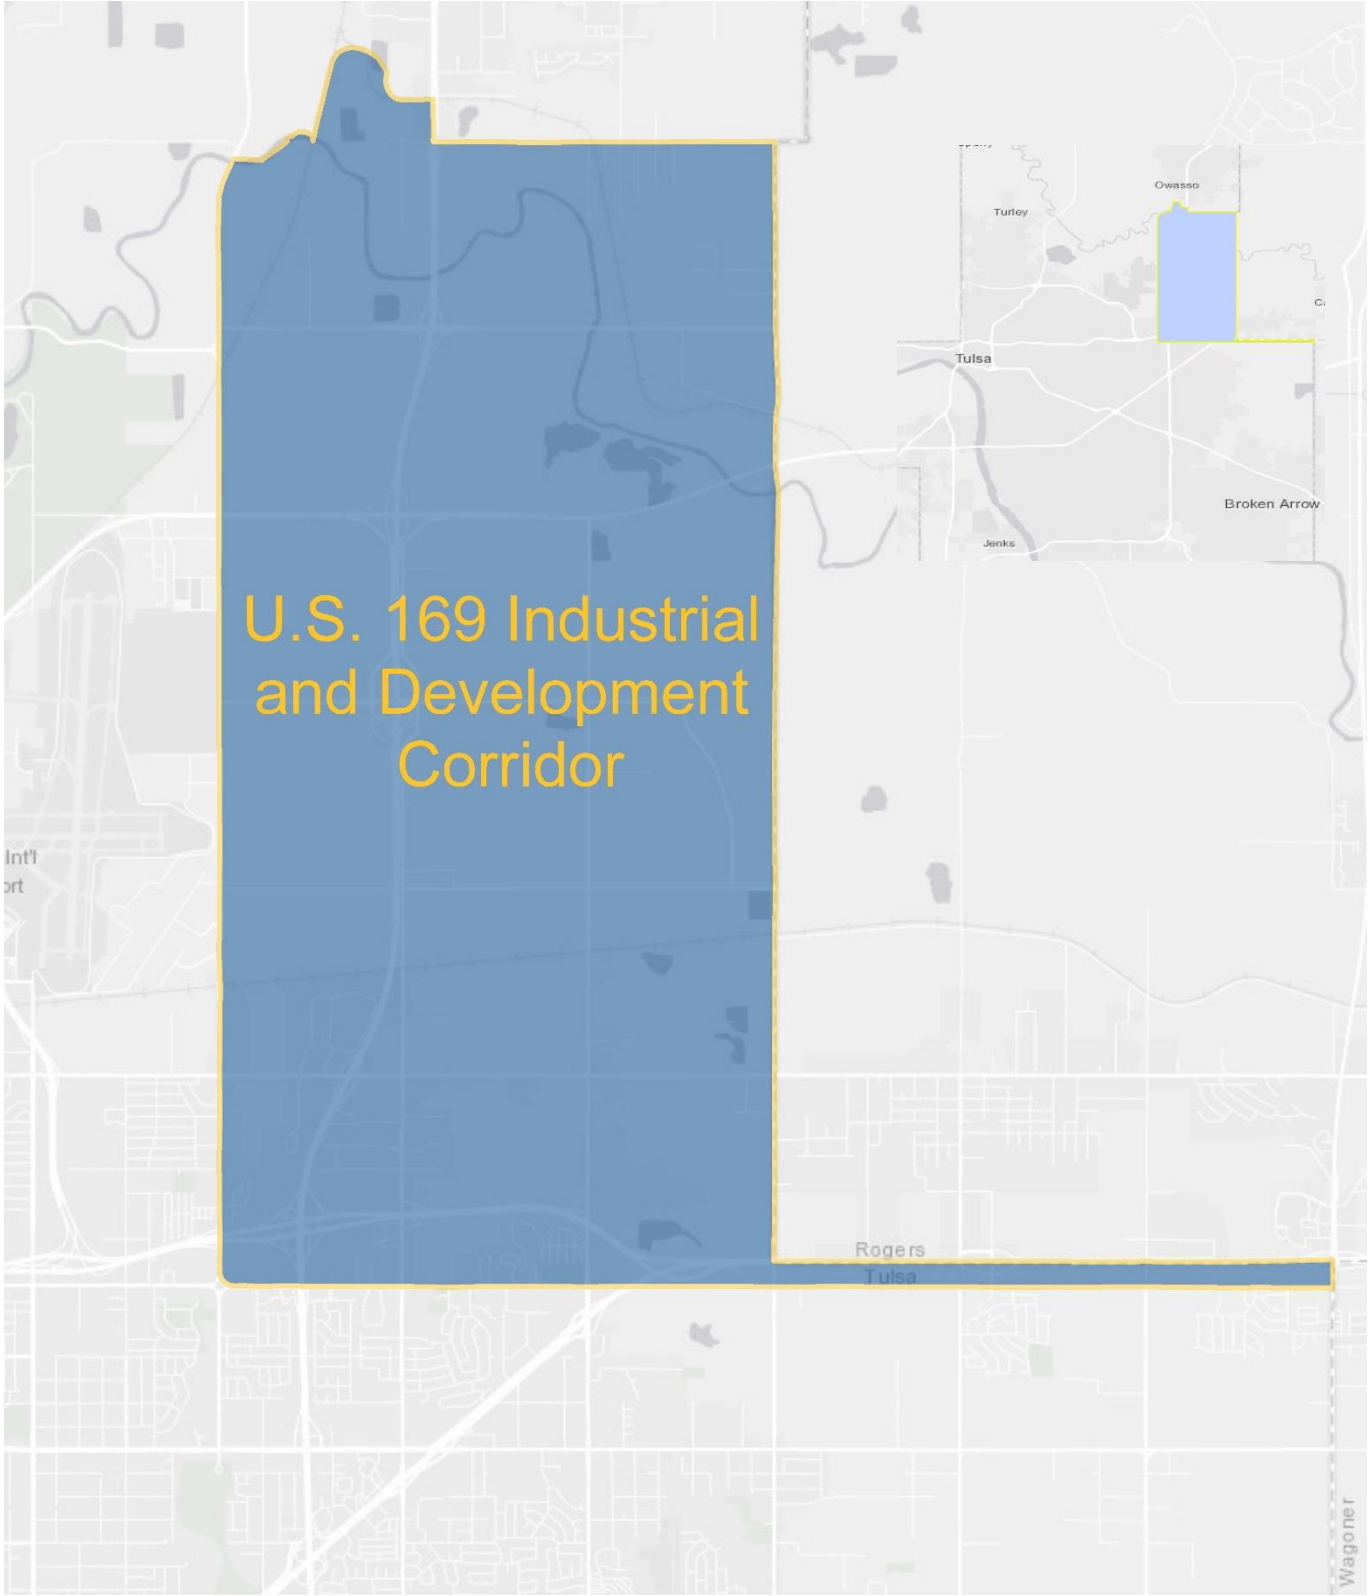 Owasso
Turley
Tulsa
Broken Arrow
Jenks
U.S. 169 Industrial
and Development
Corridor
Int'l
Rogers
Tulsa
Wagoner